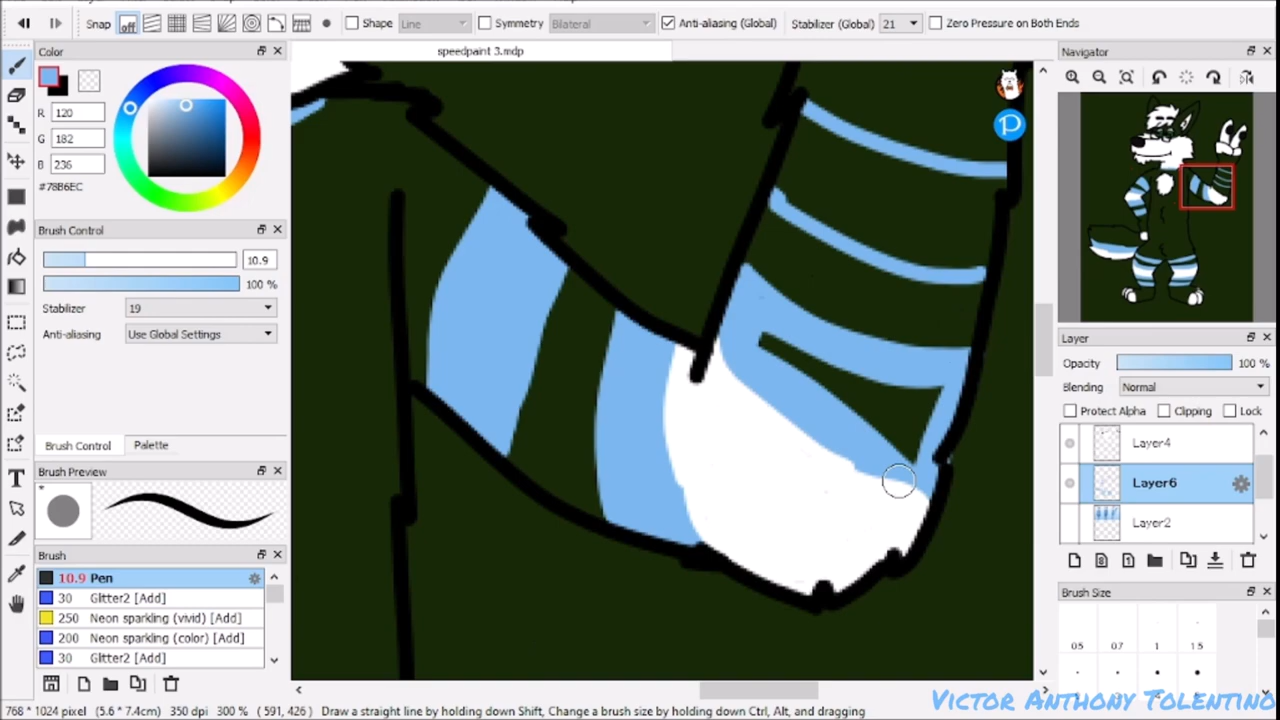 Snap off Shape Line Symmetry Bilateral Anti-aliasing (Global) Stabilizer (Global) 21 Zero Pressure on Both Ends
Color
speedpaint 3.mdp
Navigator
R 120
G 182
B 236
#78B6EC
Brush Control
10.9
100 %
Stabilizer 19
Anti-aliasing Use Global Settings
Brush Control Palette
Brush Preview
Brush
10.9 Pen
30 Glitter2 [Add]
250 Neon sparkling (vivid) [Add]
200 Neon sparkling (color) [Add]
30 Glitter2 [Add]
P
Layer
Opacity 100 %
Blending Normal
Protect Alpha Clipping Lock
Layer4
Layer6
Layer2
Brush Size
0.5 0.7 1 1.5
768 * 1024 pixel (5.6 * 7.4cm) 350 dpi 300 % ( 591, 426 ) Draw a straight line by holding down Shift, Change a brush size by holding down Ctrl, Alt, and dragging
Victor Anthony Tolentino